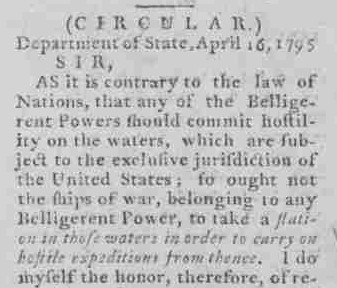 (CIRCULAR.)
Department of State, April 16, 1795
SIR,
AS it is contrary to the law of
Nations, that any of the Bellige-
rent Powers ſhould commit hoſtil-
ity on the waters, which are ſub-
ject to the excluſive juriſdiction of
the United States; ſo ought not
the ſhips of war, belonging to any
Belligerent Power, to take a ſtati-
on in thoſe waters in order to carry on
hoſtile expeditions from thence. I do
myſelf the honor, therefore, of re-